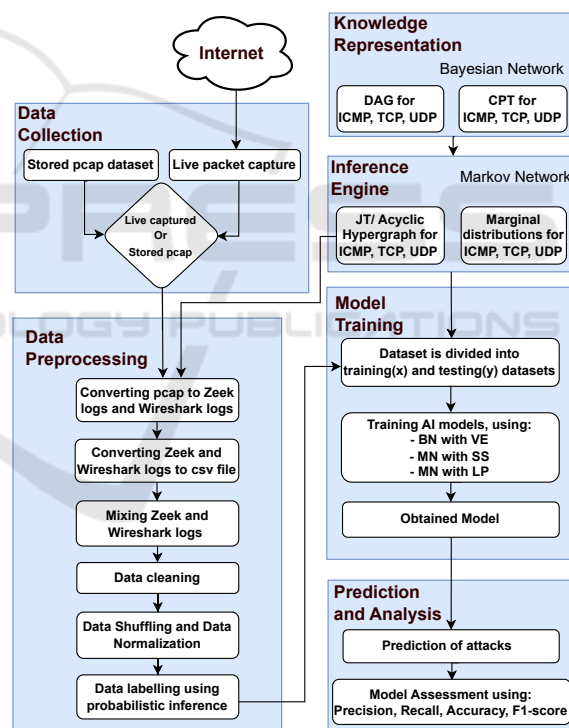 Internet
Data
Collection
Stored pcap dataset
Live packet capture
Live captured
Or
Stored pcap
Data
Preprocessing
Converting pcap to Zeek
logs and Wireshark logs
Converting Zeek and
Wireshark logs to csv file
Mixing Zeek and
Wireshark logs
Data cleaning
Data Shuffling and Data
Normalization
Data labelling using
probabilistic inference
Knowledge
Representation
Bayesian Network
DAG for
ICMP, TCP, UDP
CPT for
ICMP, TCP, UDP
Inference
Engine
Markov Network
JT/ Acyclic
Hypergraph for
ICMP, TCP, UDP
Marginal
distributions for
ICMP, TCP, UDP
Model
Training
Dataset is divided into
training(x) and testing(y) datasets
Training AI models, using:
- BN with VE
- MN with SS
- MN with LP
Obtained Model
Prediction
and Analysis
Prediction of attacks
Model Assessment using:
Precision, Recall, Accuracy, F1-score
PRESS
OLOGY PUBLICATIONS